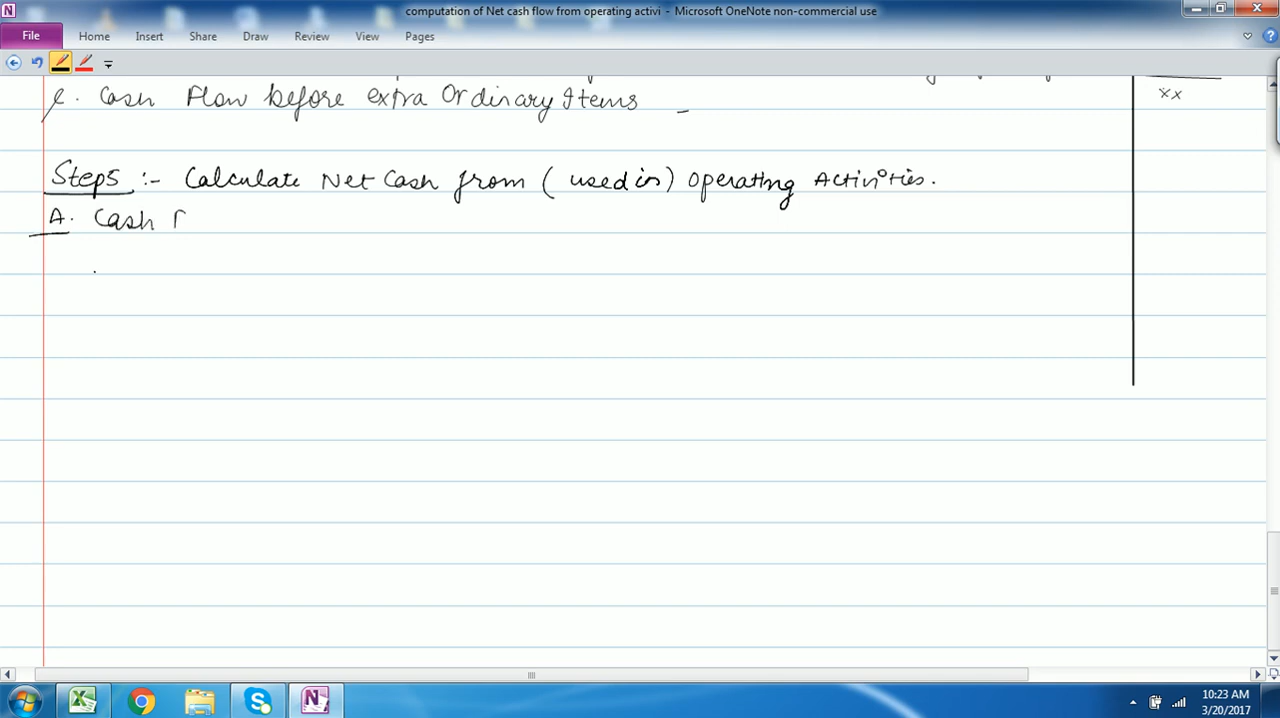 computation of Net cash flow from operating activi - Microsoft OneNote non-commercial use
File Home Insert Share Draw Review View Pages
C. Cash Flow before extra Ordinary Items
xx
Step5 :- Calculate Net Cash from ( used in) Operating Activities.
A. Cash
10:23 AM
3/20/2017